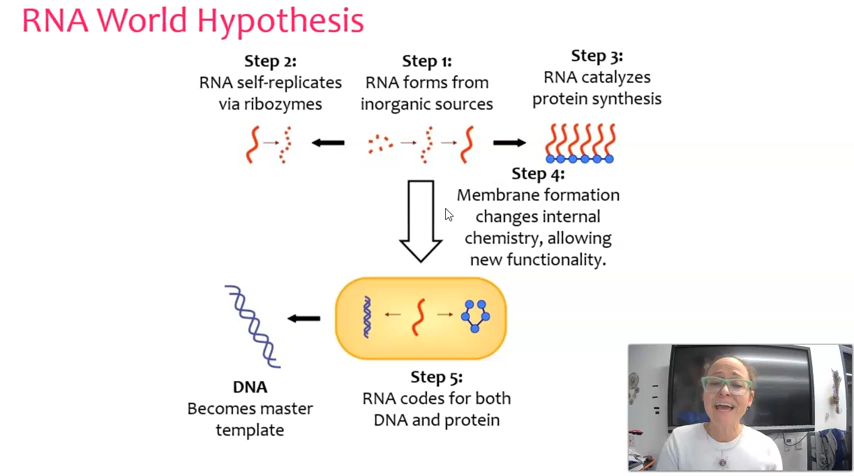 RNA World Hypothesis
Step 2:
RNA self-replicates
via ribozymes
Step 1:
RNA forms from
inorganic sources
Step 3:
RNA catalyzes
protein synthesis
Step 4:
Membrane formation
changes internal
chemistry, allowing
new functionality.
DNA
Becomes master
template
Step 5:
RNA codes for both
DNA and protein